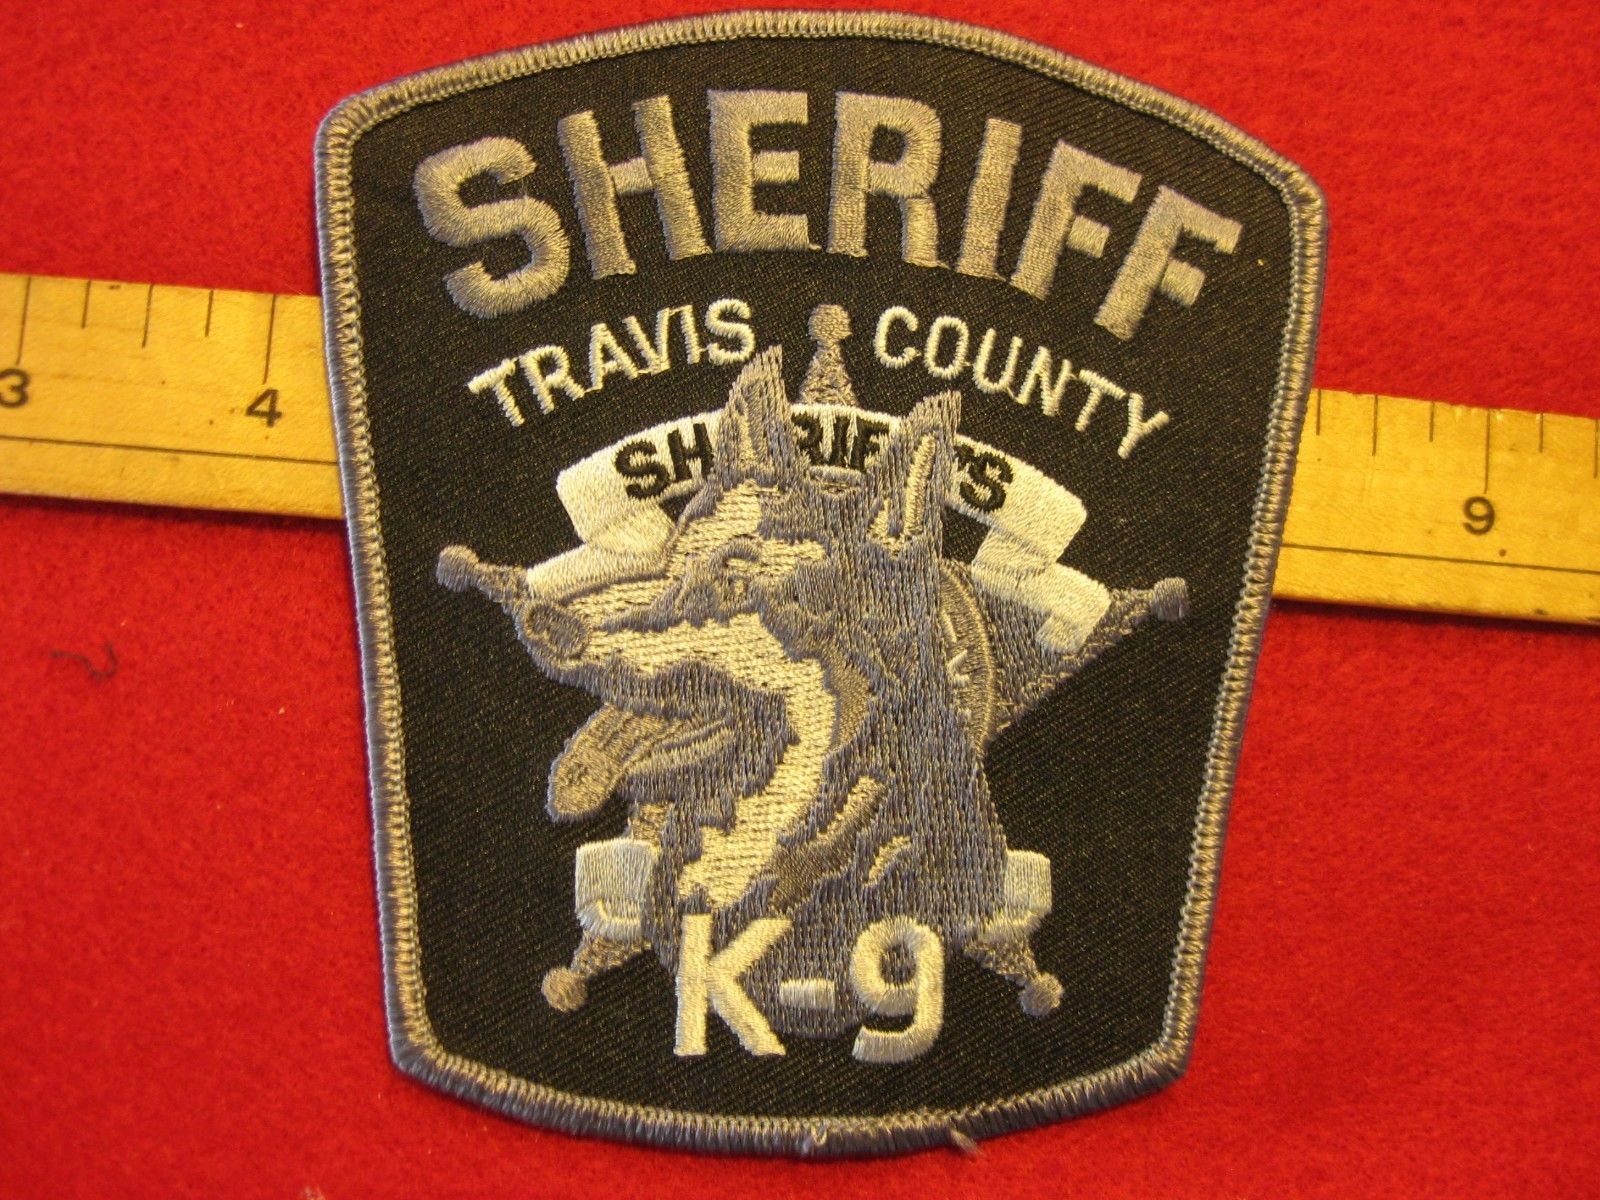 SHERIFF
TRAVIS COUNTY
3
4
9
K-9